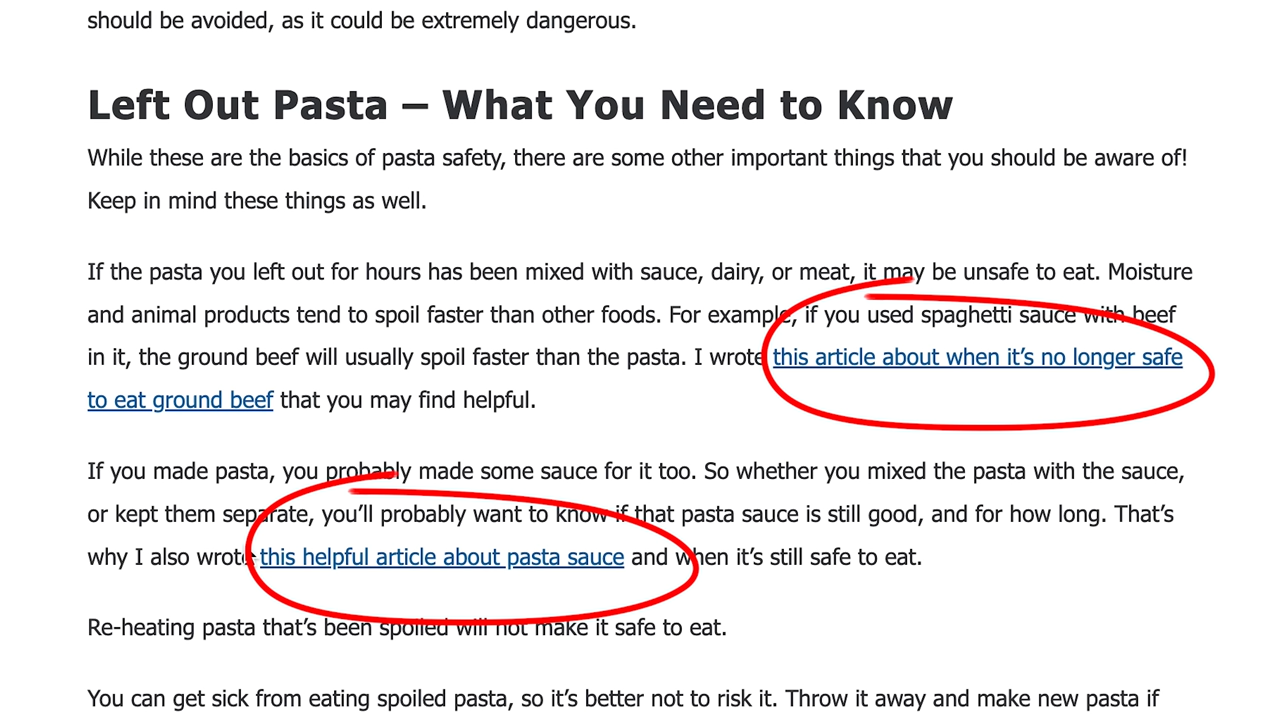 should be avoided, as it could be extremely dangerous.
Left Out Pasta – What You Need to Know
While these are the basics of pasta safety, there are some other important things that you should be aware of!
Keep in mind these things as well.
If the pasta you left out for hours has been mixed with sauce, dairy, or meat, it may be unsafe to eat. Moisture
and animal products tend to spoil faster than other foods. For example, if you used spaghetti sauce with beef
in it, the ground beef will usually spoil faster than the pasta. I wrote this article about when it’s no longer safe
to eat ground beef that you may find helpful.
If you made pasta, you probably made some sauce for it too. So whether you mixed the pasta with the sauce,
or kept them separate, you’ll probably want to know if that pasta sauce is still good, and for how long. That’s
why I also wrote this helpful article about pasta sauce and when it’s still safe to eat.
Re-heating pasta that’s been spoiled will not make it safe to eat.
You can get sick from eating spoiled pasta, so it’s better not to risk it. Throw it away and make new pasta if